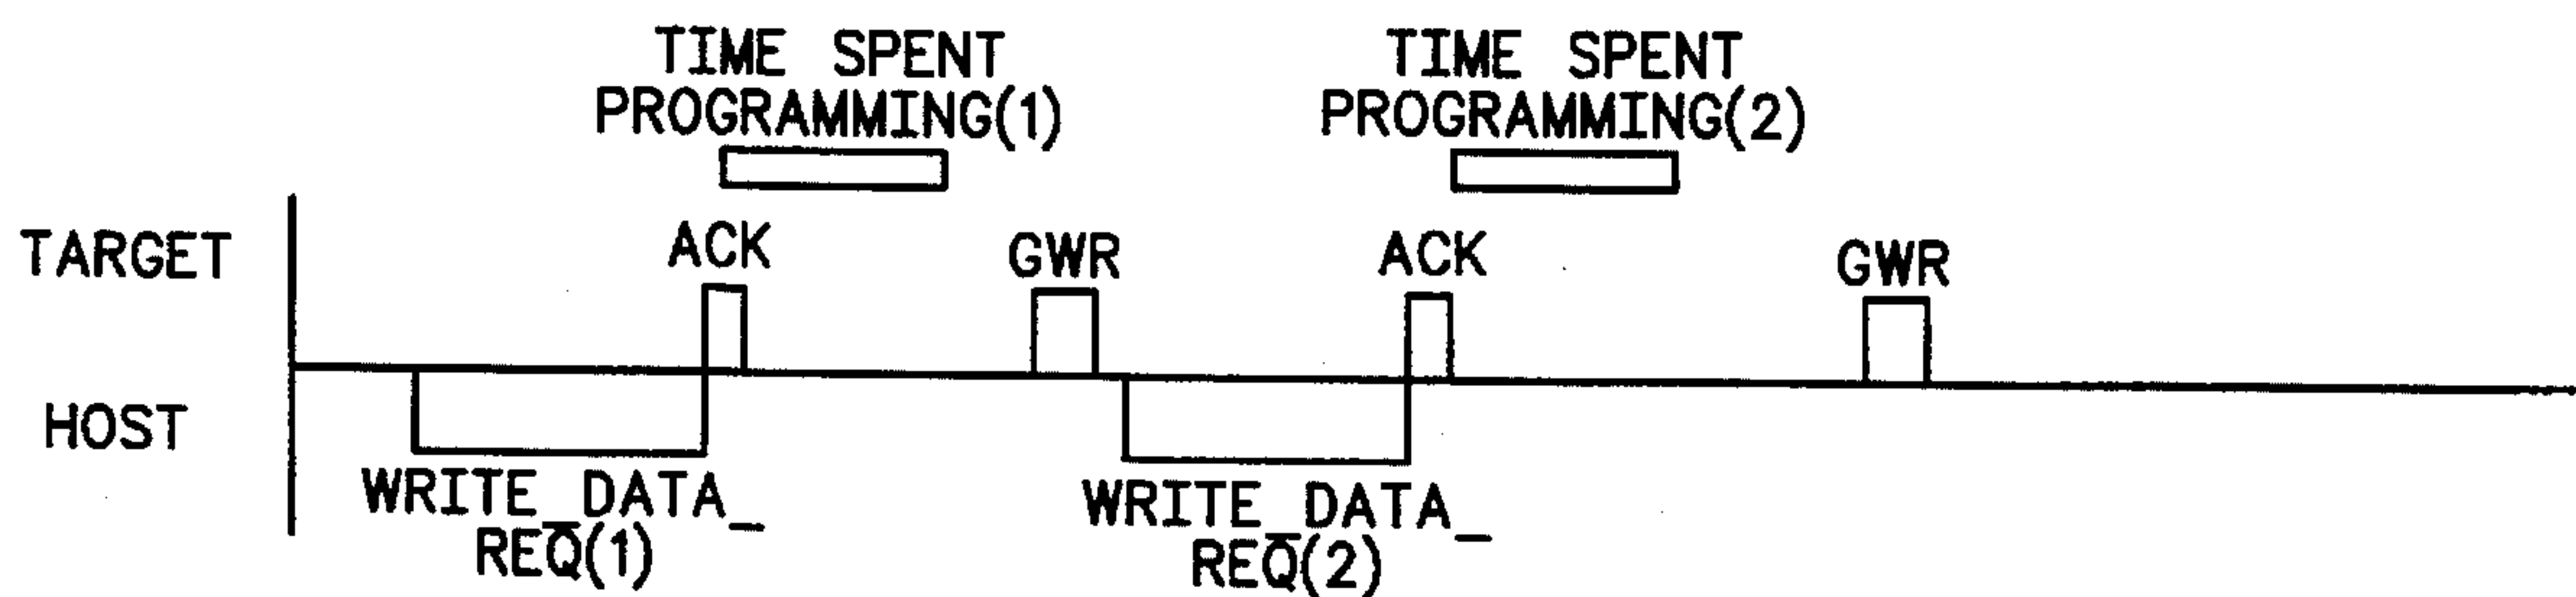 TIME SPENT
PROGRAMMING(1)
TIME SPENT
PROGRAMMING(2)
TARGET
ACK
GWR
ACK
GWR
HOST
WRITE_DATA_
REQ(1)
WRITE_DATA_
REQ(2)